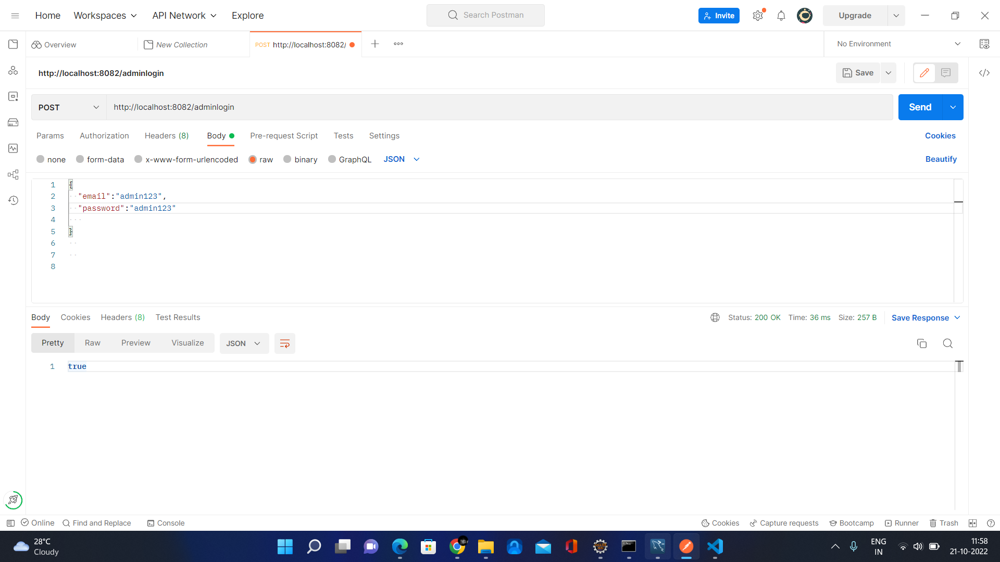 Home Workspaces API Network Explore Search Postman Invite Upgrade
Overview New Collection POST http://localhost:8082/ No Environment
http://localhost:8082/adminlogin Save
POST http://localhost:8082/adminlogin Send
Params Authorization Headers (8) Body Pre-request Script Tests Settings Cookies
none form-data x-www-form-urlencoded raw binary GraphQL JSON Beautify
1 {
2 "email":"admin123",
3 "password":"admin123"
4
5 }
6
7
8
Body Cookies Headers (8) Test Results Status: 200 OK Time: 36 ms Size: 257 B Save Response
Pretty Raw Preview Visualize JSON
1 true
Online Find and Replace Console Cookies Capture requests Bootcamp Runner Trash
28°C
Cloudy
ENG
IN
11:58
21-10-2022